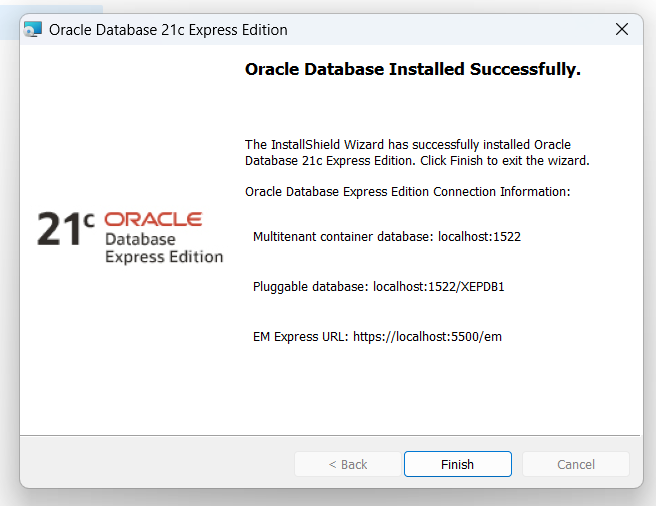 Oracle Database 21c Express Edition
Oracle Database Installed Successfully.
The InstallShield Wizard has successfully installed Oracle
Database 21c Express Edition. Click Finish to exit the wizard.
Oracle Database Express Edition Connection Information:
Multitenant container database: localhost:1522
Pluggable database: localhost:1522/XEPDB1
EM Express URL: https://localhost:5500/em
21c ORACLE
Database
Express Edition
< Back
Finish
Cancel